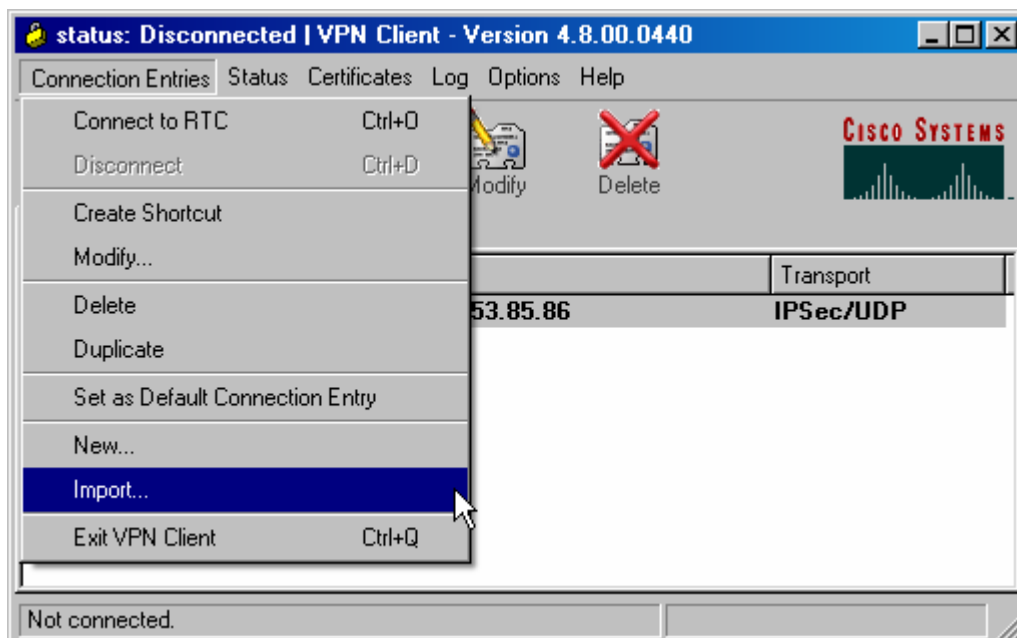 status: Disconnected | VPN Client - Version 4.8.00.0440
Connection Entries Status Certificates Log Options Help
Connect to RTC Ctrl+O
Disconnect Ctrl+D
Create Shortcut
Modify...
Delete
Duplicate
Set as Default Connection Entry
New...
Import...
Exit VPN Client Ctrl+Q
Modify
Delete
CISCO SYSTEMS
Transport
53.85.86 IPSec/UDP
Not connected.